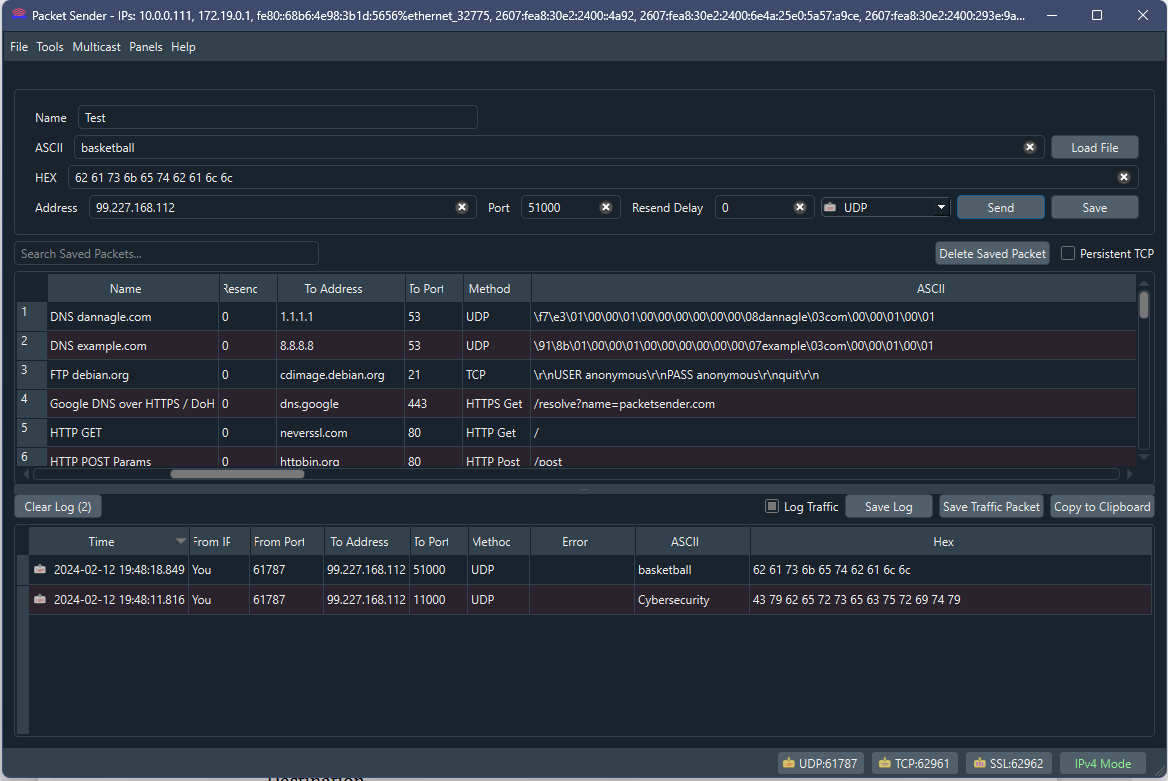 Packet Sender - IPs: 10.0.0.111, 172.19.0.1, fe80::68b6:4e98:3b1d:5656%ethernet_32775, 2607:fea8:30e2:2400::4a92, 2607:fea8:30e2:2400:6e4a:25e0:5a57:a9ce, 2607:fea8:30e2:2400:293e:9a...
File Tools Multicast Panels Help
Name Test
ASCII basketball Load File
HEX 62 61 73 6b 65 74 62 61 6c 6c
Address 99.227.168.112 Port 51000 Resend Delay 0 UDP Send Save
Search Saved Packets... Delete Saved Packet Persistent TCP
Name Resenc To Address To Port Method ASCII
1 DNS dannagle.com 0 1.1.1.1 53 UDP \f7\e3\01\00\00\01\00\00\00\00\00\00\08dannagle\03com\00\00\01\00\01
2 DNS example.com 0 8.8.8.8 53 UDP \91\8b\01\00\00\01\00\00\00\00\00\00\07example\03com\00\00\01\00\01
3 FTP debian.org 0 cdimage.debian.org 21 TCP \r\nUSER anonymous\r\nPASS anonymous\r\nquit\r\n
4 Google DNS over HTTPS / DoH 0 dns.google 443 HTTPS Get /resolve?name=packetsender.com
5 HTTP GET 0 neverssl.com 80 HTTP Get /
6 HTTP POST Params 0 httpbin.org 80 HTTP Post /post
Clear Log (2) Log Traffic Save Log Save Traffic Packet Copy to Clipboard
Time From IP From Port To Address To Port Methoc Error ASCII Hex
2024-02-12 19:48:18.849 You 61787 99.227.168.112 51000 UDP basketball 62 61 73 6b 65 74 62 61 6c 6c
2024-02-12 19:48:11.816 You 61787 99.227.168.112 11000 UDP Cybersecurity 43 79 62 65 72 73 65 63 75 72 69 74 79
UDP:61787 TCP:62961 SSL:62962 IPv4 Mode
Destination